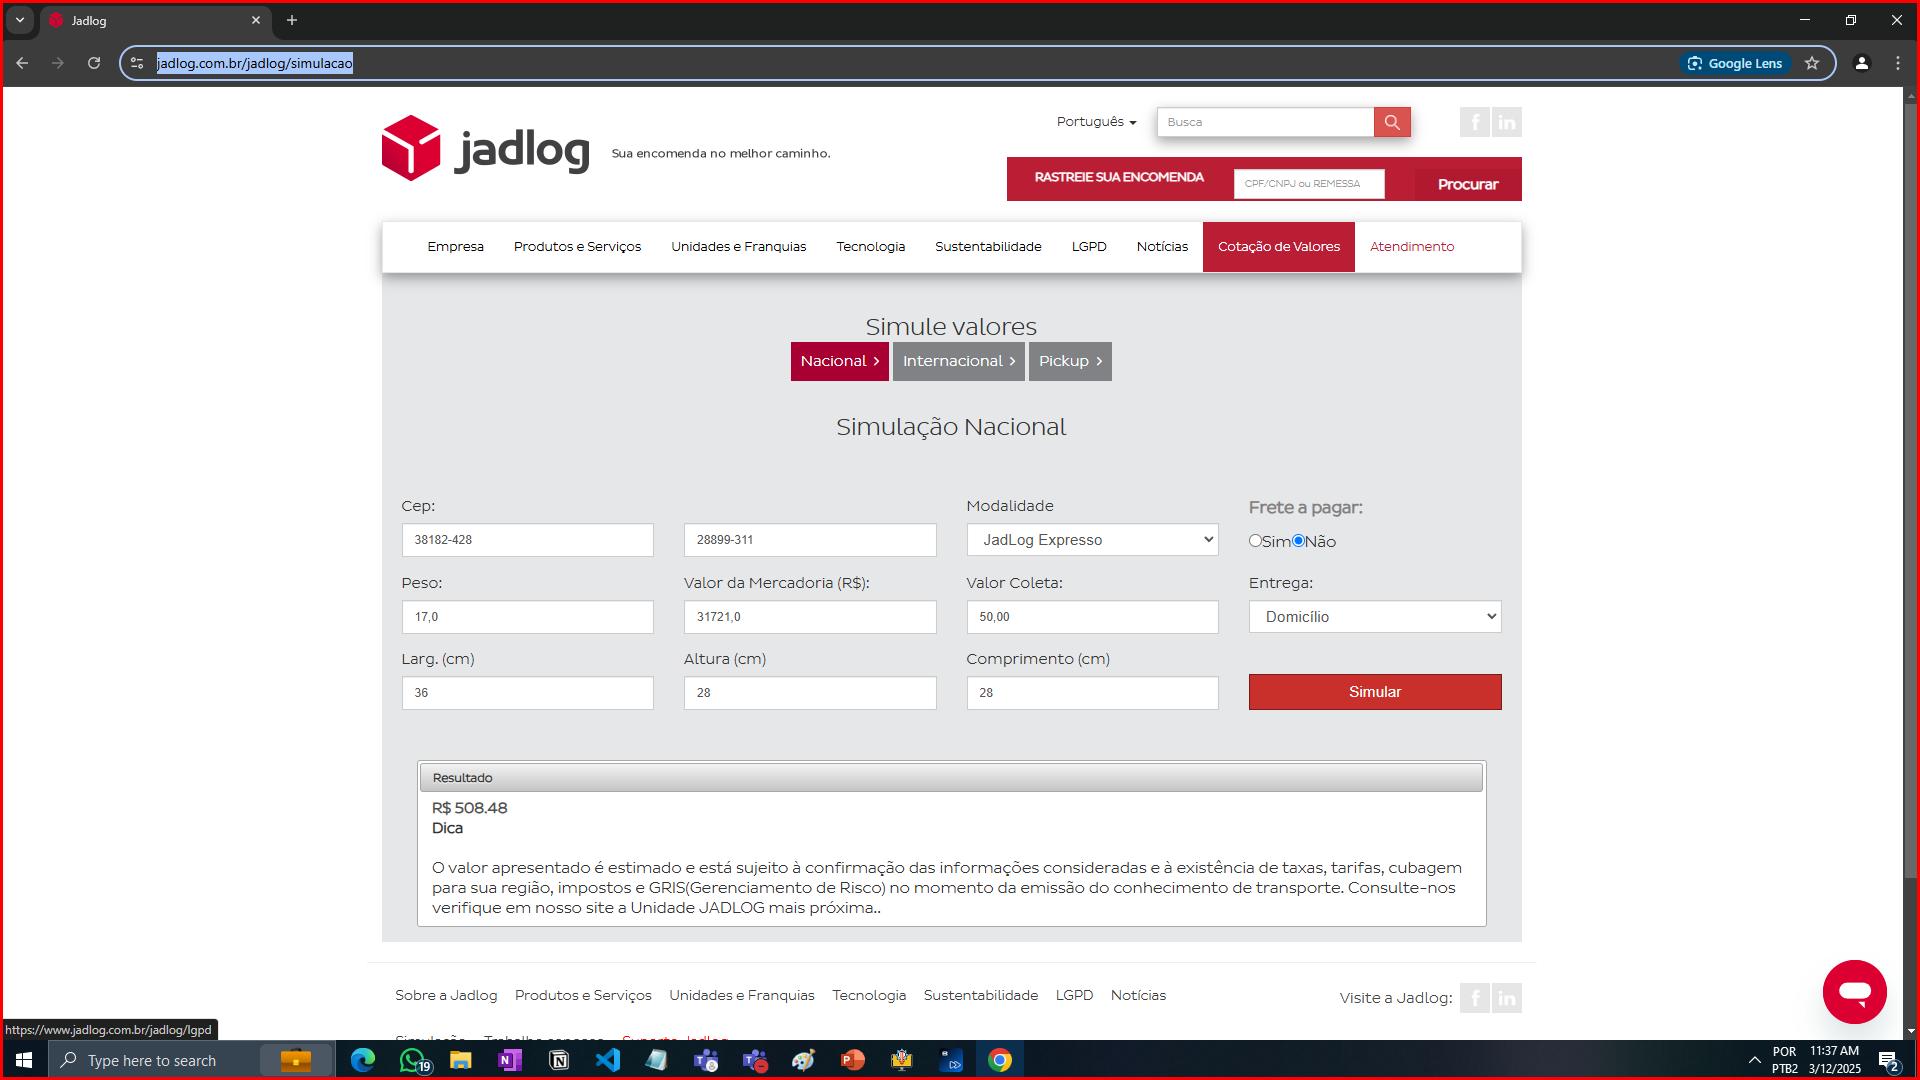 Jadlog
jadlog.com.br/jadlog/simulacao
Google Lens
jadlog
Sua encomenda no melhor caminho.
Português
Busca
f
in
RASTREIE SUA ENCOMENDA
CPF/CNPJ ou REMESSA
Procurar
Empresa
Produtos e Serviços
Unidades e Franquias
Tecnologia
Sustentabilidade
LGPD
Notícias
Cotação de Valores
Atendimento
Simule valores
Nacional
Internacional
Pickup
Simulação Nacional
Cep:
Modalidade
Frete a pagar:
38182-428
28899-311
JadLog Expresso
Sim
Não
Peso:
Valor da Mercadoria (R$):
Valor Coleta:
Entrega:
17,0
31721,0
50,00
Domicílio
Larg. (cm)
Altura (cm)
Comprimento (cm)
36
28
28
Simular
Resultado
R$ 508.48
Dica
O valor apresentado é estimado e está sujeito à confirmação das informações consideradas e à existência de taxas, tarifas, cubagem
para sua região, impostos e GRIS(Gerenciamento de Risco) no momento da emissão do conhecimento de transporte. Consulte-nos
verifique em nosso site a Unidade JADLOG mais próxima..
Sobre a Jadlog
Produtos e Serviços
Unidades e Franquias
Tecnologia
Sustentabilidade
LGPD
Notícias
Visite a Jadlog:
f
in
Simulação
Trabalhe conosco
Suporte Jadlog
https://www.jadlog.com.br/jadlog/lgpd
Type here to search
19
POR
PTB2
11:37 AM
3/12/2025
2